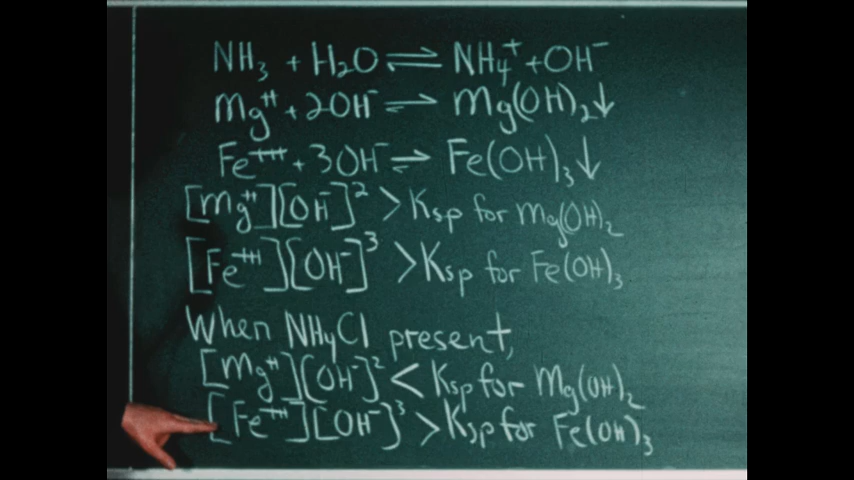 NH₃ + H₂O ⇌ NH₄⁺ + OH⁻
Mg⁺⁺ + 2OH⁻ ⇌ Mg(OH)₂↓
Fe⁺⁺⁺ + 3OH⁻ ⇌ Fe(OH)₃↓
[Mg⁺⁺][OH⁻]² > Ksp for Mg(OH)₂
[Fe⁺⁺⁺][OH⁻]³ > Ksp for Fe(OH)₃
When NH₄Cl present,
[Mg⁺⁺][OH⁻]² < Ksp for Mg(OH)₂
[Fe⁺⁺⁺][OH⁻]³ > Ksp for Fe(OH)₃